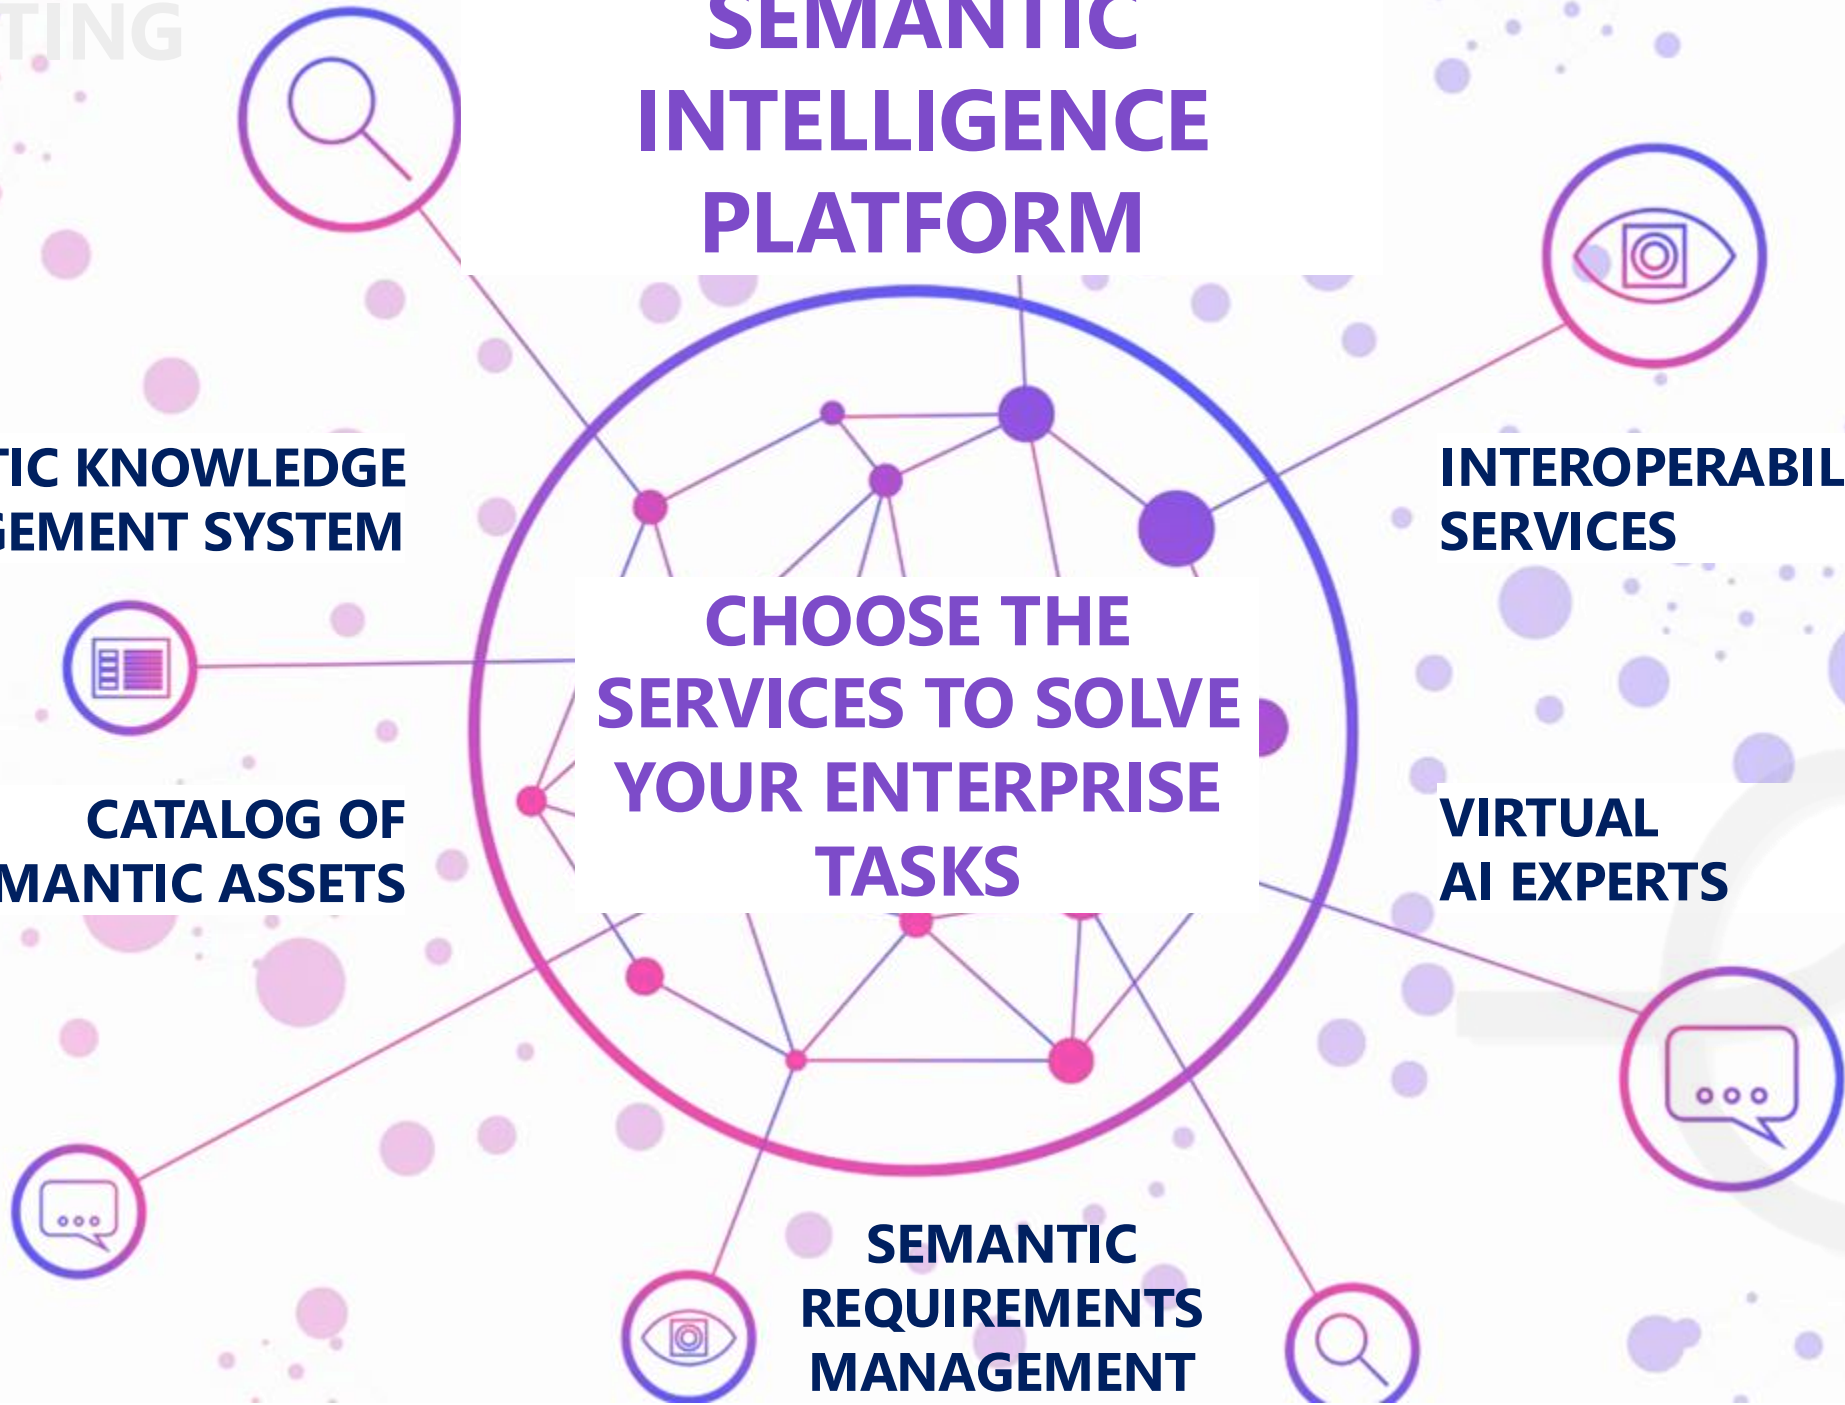 TING
SEMANTIC
INTELLIGENCE
PLATFORM
TIC KNOWLEDGE
GEMENT SYSTEM
INTEROPERABIL
SERVICES
CHOOSE THE
SERVICES TO SOLVE
YOUR ENTERPRISE
TASKS
CATALOG OF
MANTIC ASSETS
VIRTUAL
AI EXPERTS
SEMANTIC
REQUIREMENTS
MANAGEMENT